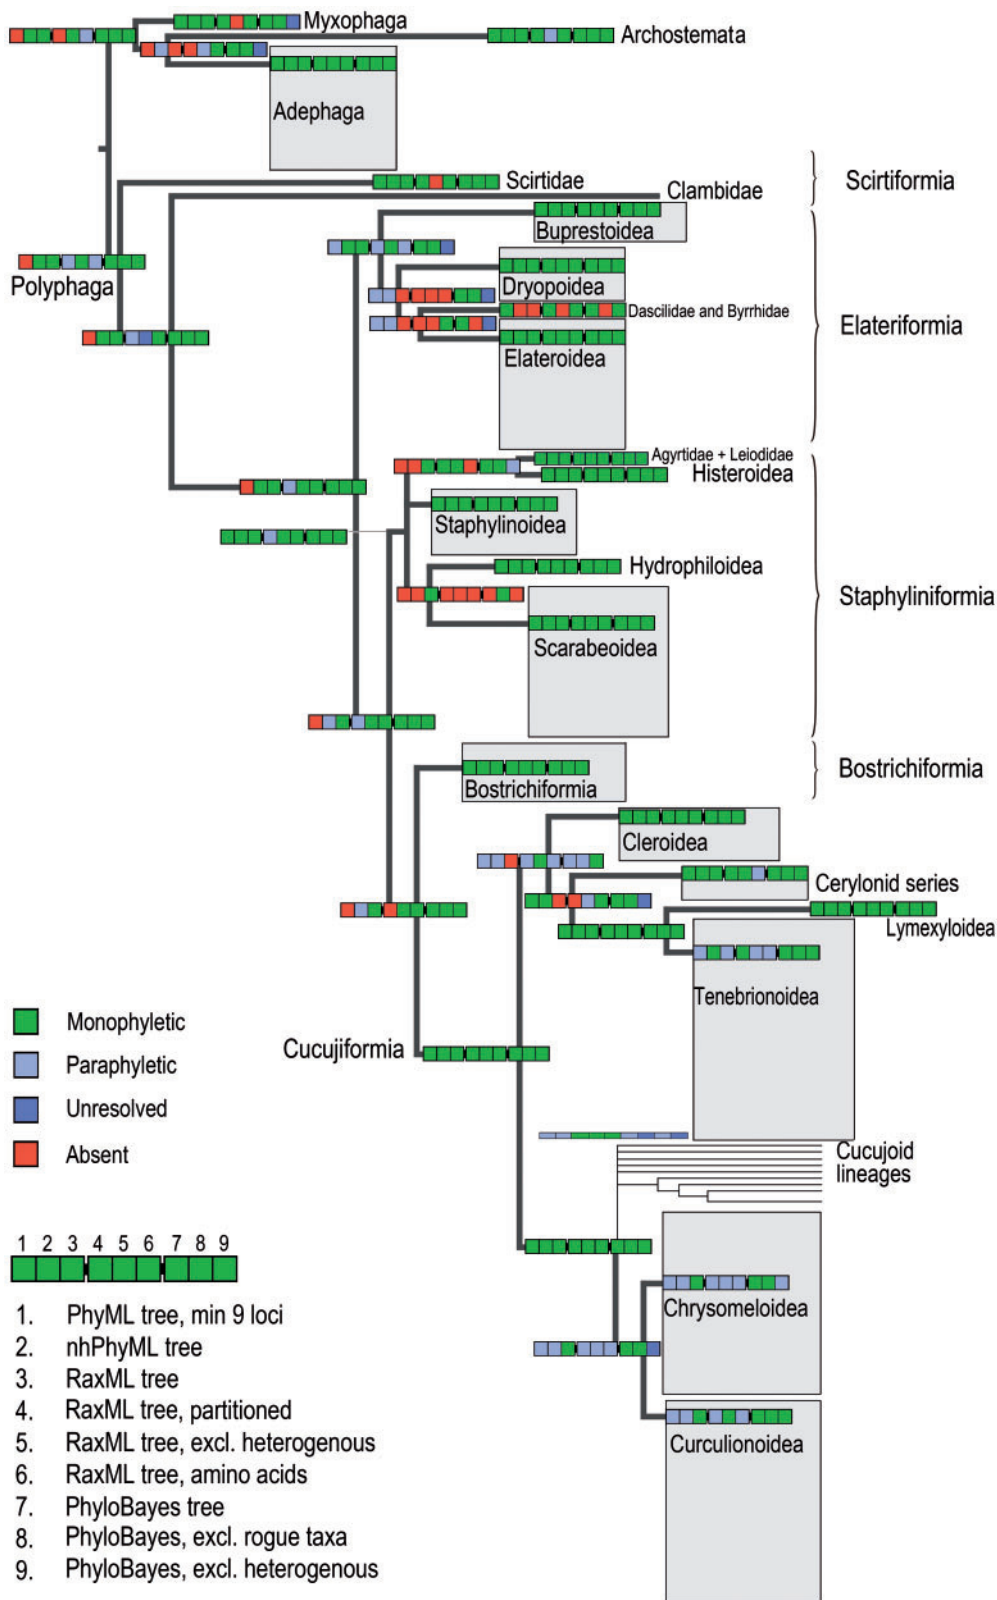 Myxophaga
Archostemata
Adephaga
Scirtidae
Clambidae
Scirtiformia
Buprestoidea
Polyphaga
Dryopoidea
Dascilidae and Byrrhidae
Elateriformia
Elateroidea
Agyrtidae + Leiodidae
Histeroidea
Staphylinoidea
Hydrophiloidea
Staphyliniformia
Scarabeoidea
Bostrichiformia
Bostrichiformia
Cleroidea
Cerylonid series
Lymexyloidea
Tenebrionoidea
Cucujiformia
Monophyletic
Paraphyletic
Unresolved
Absent
Cucujoid
lineages
Chrysomeloidea
Curculionoidea
1 2 3 4 5 6 7 8 9
1. PhyML tree, min 9 loci
2. nhPhyML tree
3. RaxML tree
4. RaxML tree, partitioned
5. RaxML tree, excl. heterogenous
6. RaxML tree, amino acids
7. PhyloBayes tree
8. PhyloBayes, excl. rogue taxa
9. PhyloBayes, excl. heterogenous